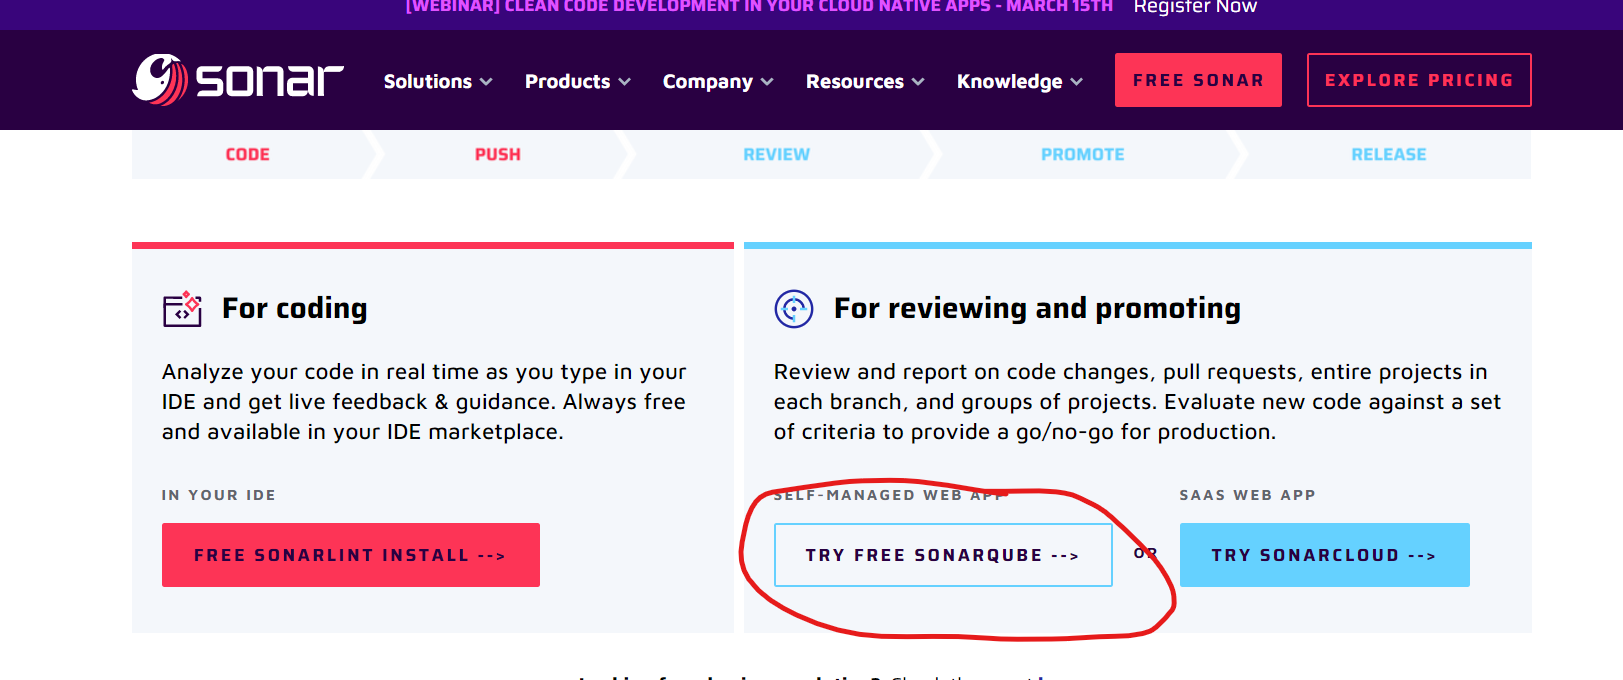 [WEBINAR] CLEAN CODE DEVELOPMENT IN YOUR CLOUD NATIVE APPS - MARCH 15TH Register Now
sonar Solutions Products Company Resources Knowledge FREE SONAR EXPLORE PRICING
CODE PUSH REVIEW PROMOTE RELEASE
For coding
Analyze your code in real time as you type in your
IDE and get live feedback & guidance. Always free
and available in your IDE marketplace.
IN YOUR IDE
FREE SONARLINT INSTALL -->
For reviewing and promoting
Review and report on code changes, pull requests, entire projects in
each branch, and groups of projects. Evaluate new code against a set
of criteria to provide a go/no-go for production.
SELF-MANAGED WEB APP
TRY FREE SONARQUBE -->
OR
SAAS WEB APP
TRY SONARCLOUD -->